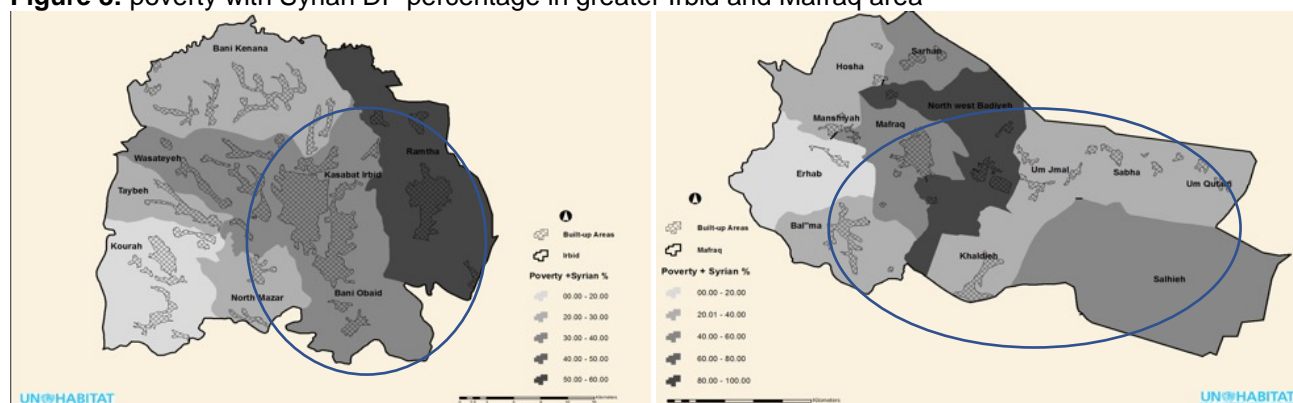 Figure 8: poverty with Syrian DP percentage in greater Irbid and Mafraq area
Bani Kenana
Ramtha
Kasabat Irbid
Wasateyeh
Taybeh
Kourah
North Mazar
Bani Obaid
Built-up Areas
Irbid
Poverty +Syrian %
00.00 - 20.00
20.00 - 30.00
30.00 - 40.00
40.00 - 50.00
50.00 - 60.00
UN HABITAT
Kilometers
Sarhan
Hosha
North west Badiyeh
Manshiyah
Mafraq
Erhab
Um Jmal
Sabha
Um Qutain
Bal"ma
Khaldieh
Salhieh
Built-up Areas
Mafraq
Poverty + Syrian %
00.00 - 20.00
20.01 - 40.00
40.00 - 60.00
60.00 - 80.00
80.00 - 100.00
Kilometers
UN HABITAT